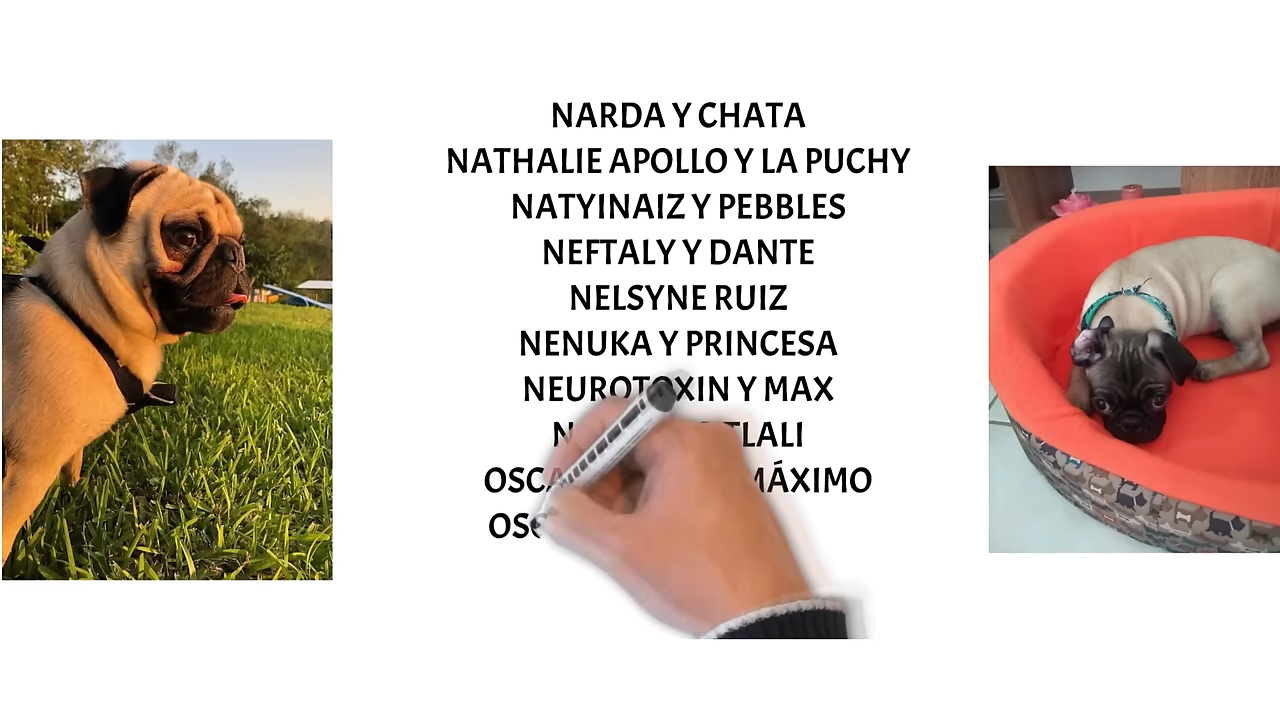 NARDA Y CHATA
NATHALIE APOLLO Y LA PUCHY
NATYINAIZ Y PEBBLES
NEFTALY Y DANTE
NELSYNE RUIZ
NENUKA Y PRINCESA
NEUROTOXIN Y MAX
TLALI
MÁXIMO